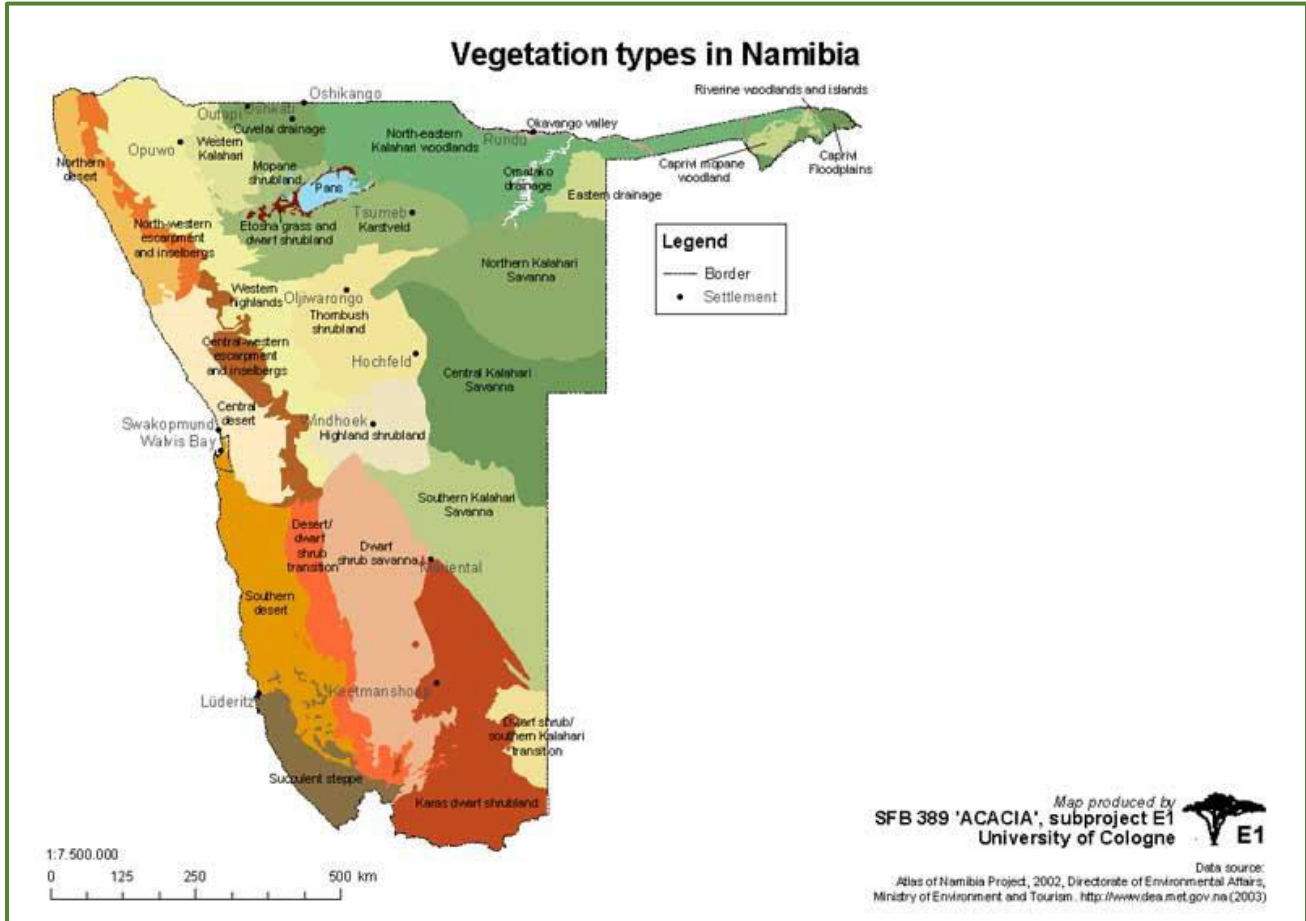 Vegetation types in Namibia
Riverine woodlands and islands
Oshikango
Outapi
Oshkati
Cuvelai drainage
Okavango valley
Rundu
North-eastern
Kalahari woodlands
Opuwo
Western
Kalahari
Northern
desert
Mopane
shrubland
Pans
Omatako
drainage
Eastern drainage
Caprivi mopane
woodland
Caprivi
Floodplains
Tsumeb
Karstveld
Etosha grass and
dwarf shrubland
North-western
escarpment
and inselbergs
Legend
Border
Settlement
Northern Kalahari
Savanna
Western
highlands
Oljiwarongo
Thornbush
shrubland
Central-western
escarpment
and inselbergs
Hochfeld
Central Kalahari
Savanna
Central
desert
Swakopmund
Walvis Bay
Windhoek
Highland shrubland
Southern Kalahari
Savanna
Desert/
dwarf
shrub
transition
Dwarf
shrub savanna
Mariental
Southern
desert
Lüderitz
Keetmanshoop
Dwarf shrub/
southern Kalahari
transition
Succulent steppe
Karas dwarf shrubland
1:7.500.000
0 125 250 500 km
Map produced by
SFB 389 'ACACIA', subproject E1
University of Cologne
E1
Data source:
Atlas of Namibia Project, 2002, Directorate of Environmental Affairs,
Ministry of Environment and Tourism. http://www.dea.met.gov.na (2003)